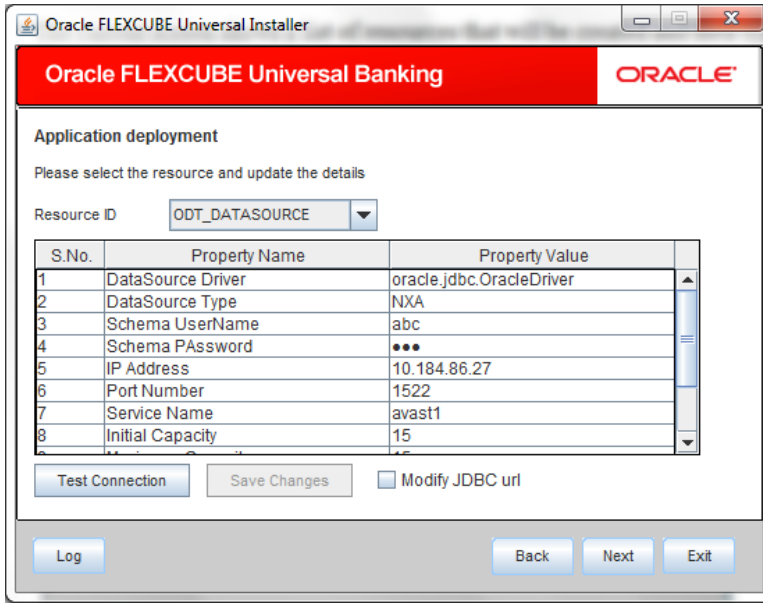 Oracle FLEXCUBE Universal Installer
Oracle FLEXCUBE Universal Banking
ORACLE
Application deployment
Please select the resource and update the details
Resource ID ODT_DATASOURCE
S.No. Property Name Property Value
1 DataSource Driver oracle.jdbc.OracleDriver
2 DataSource Type NXA
3 Schema UserName abc
4 Schema PAssword ●●●
5 IP Address 10.184.86.27
6 Port Number 1522
7 Service Name avast1
8 Initial Capacity 15
Test Connection Save Changes Modify JDBC url
Log Back Next Exit